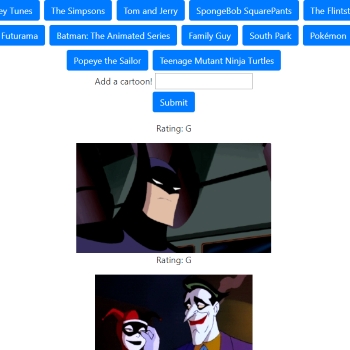 ey Tunes The Simpsons Tom and Jerry SpongeBob SquarePants The Flintst
Futurama Batman: The Animated Series Family Guy South Park Pokémon
Popeye the Sailor Teenage Mutant Ninja Turtles
Add a cartoon!
Submit
Rating: G
Rating: G